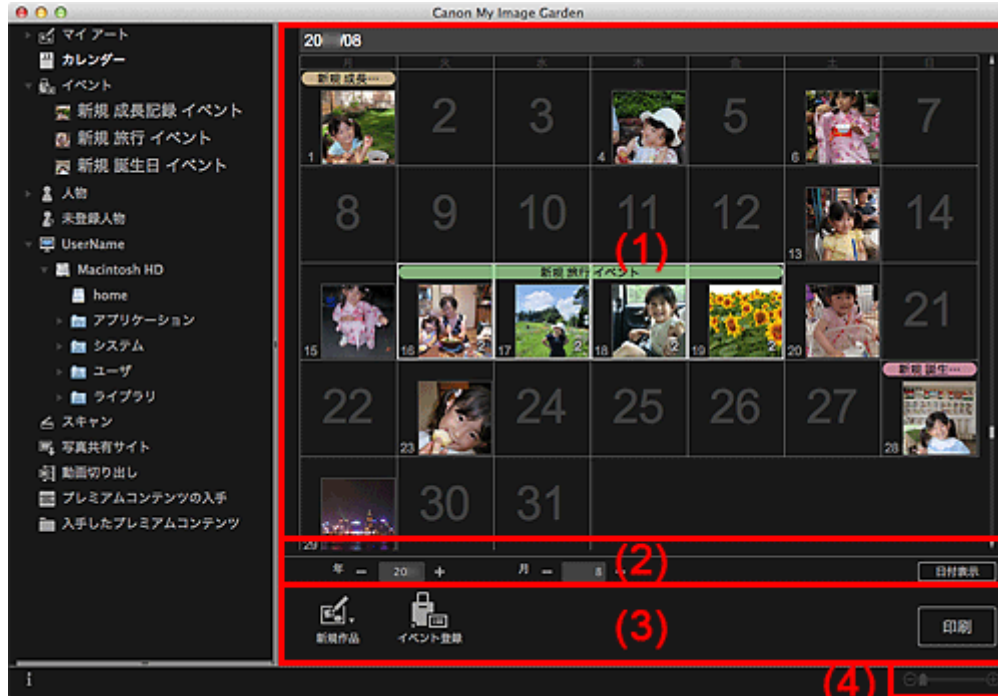 Canon My Image Garden
マイ アート
カレンダー
イベント
新規 成長記録 イベント
新規 旅行 イベント
新規 誕生日 イベント
人物
未登録人物
UserName
Macintosh HD
home
アプリケーション
システム
ユーザ
ライブラリ
スキャン
写真共有サイト
動画切り出し
プレミアムコンテンツの入手
入手したプレミアムコンテンツ
20 /08
月 火 水 木 金 土 日
新規 成長…
1 2 3 4 5 6 7
8 9 10 11 12 13 14
(1)
新規 旅行 イベント
15 16 2 17 2 18 2 19 2 20 21
新規 誕生…
22 23 24 25 26 27 28
29 30 31
(2)
年 － 20 ＋ 月 － 8 ＋ 日付表示
新規作品 イベント登録 (3) 印刷
(4)